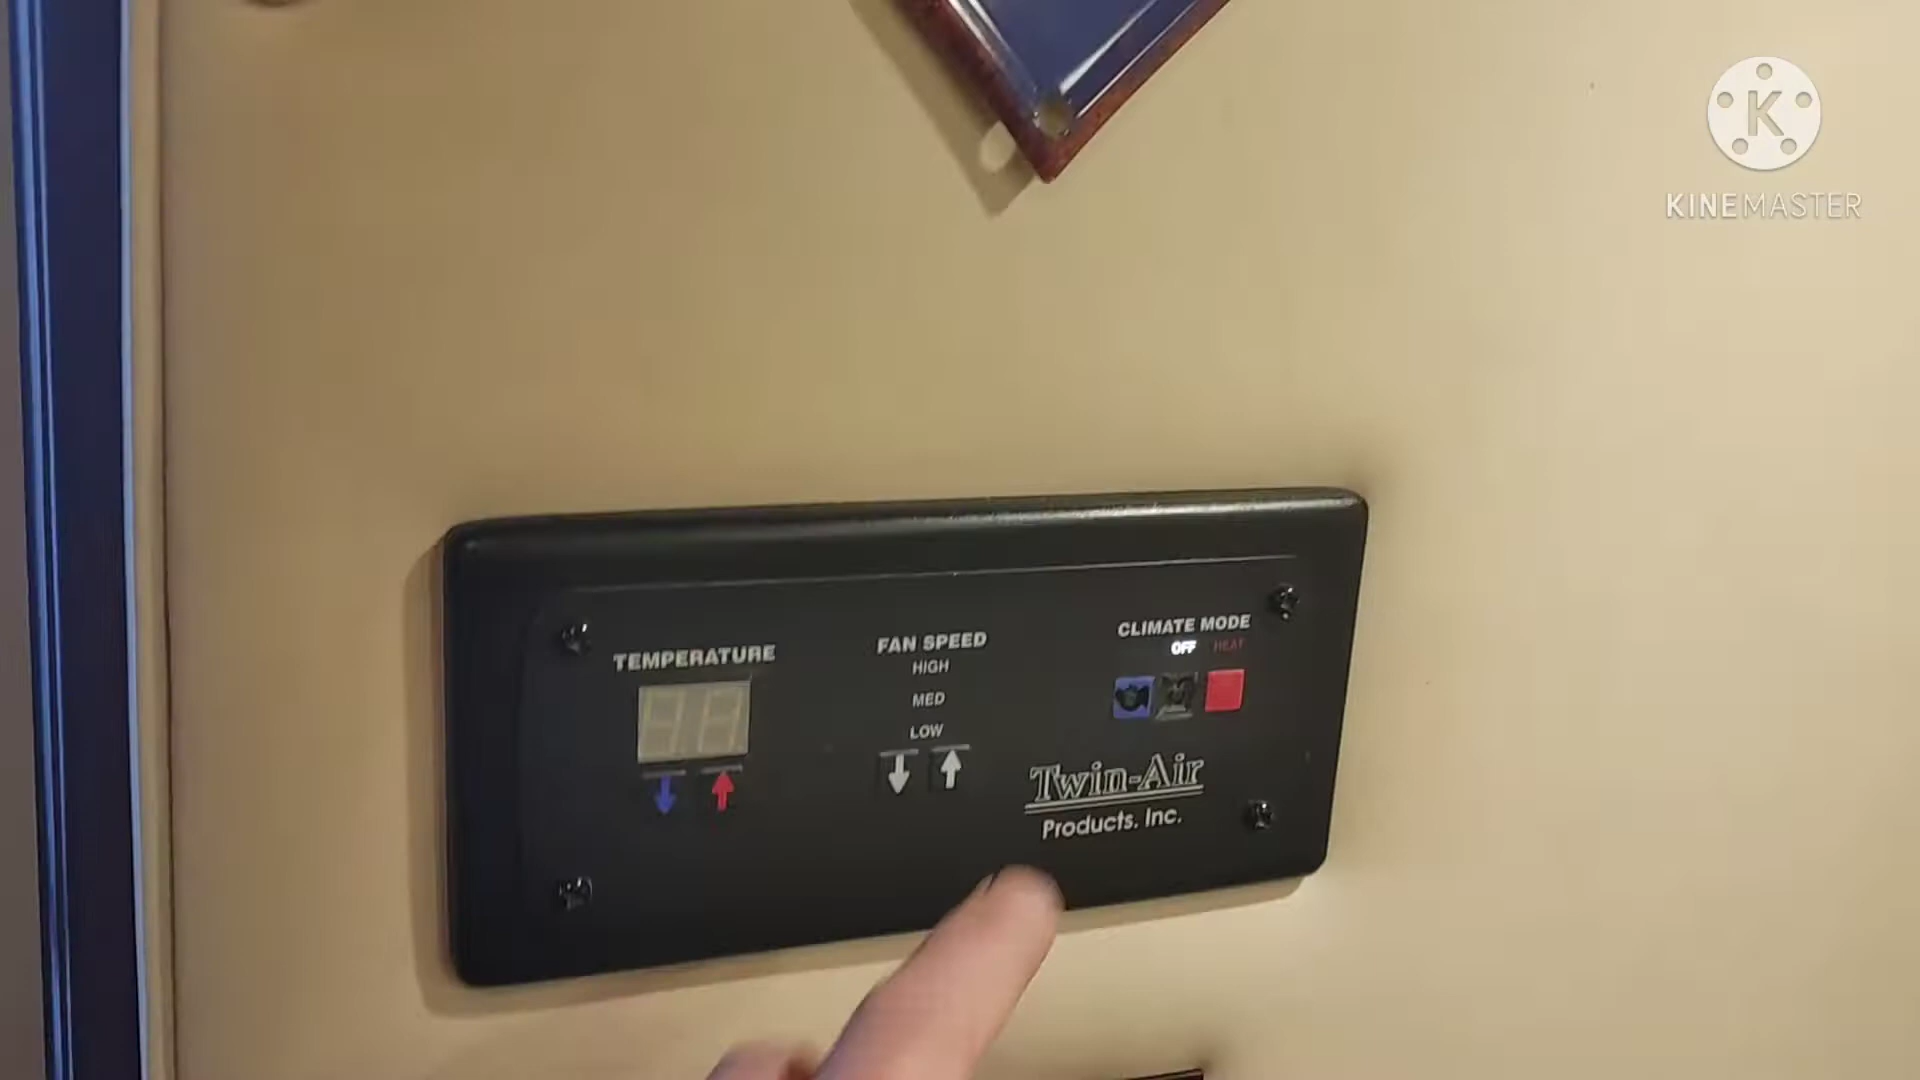 K
KINEMASTER
CLIMATE MODE
OFF HEAT
TEMPERATURE
FAN SPEED
HIGH
MED
LOW
Twin-Air
Products, Inc.